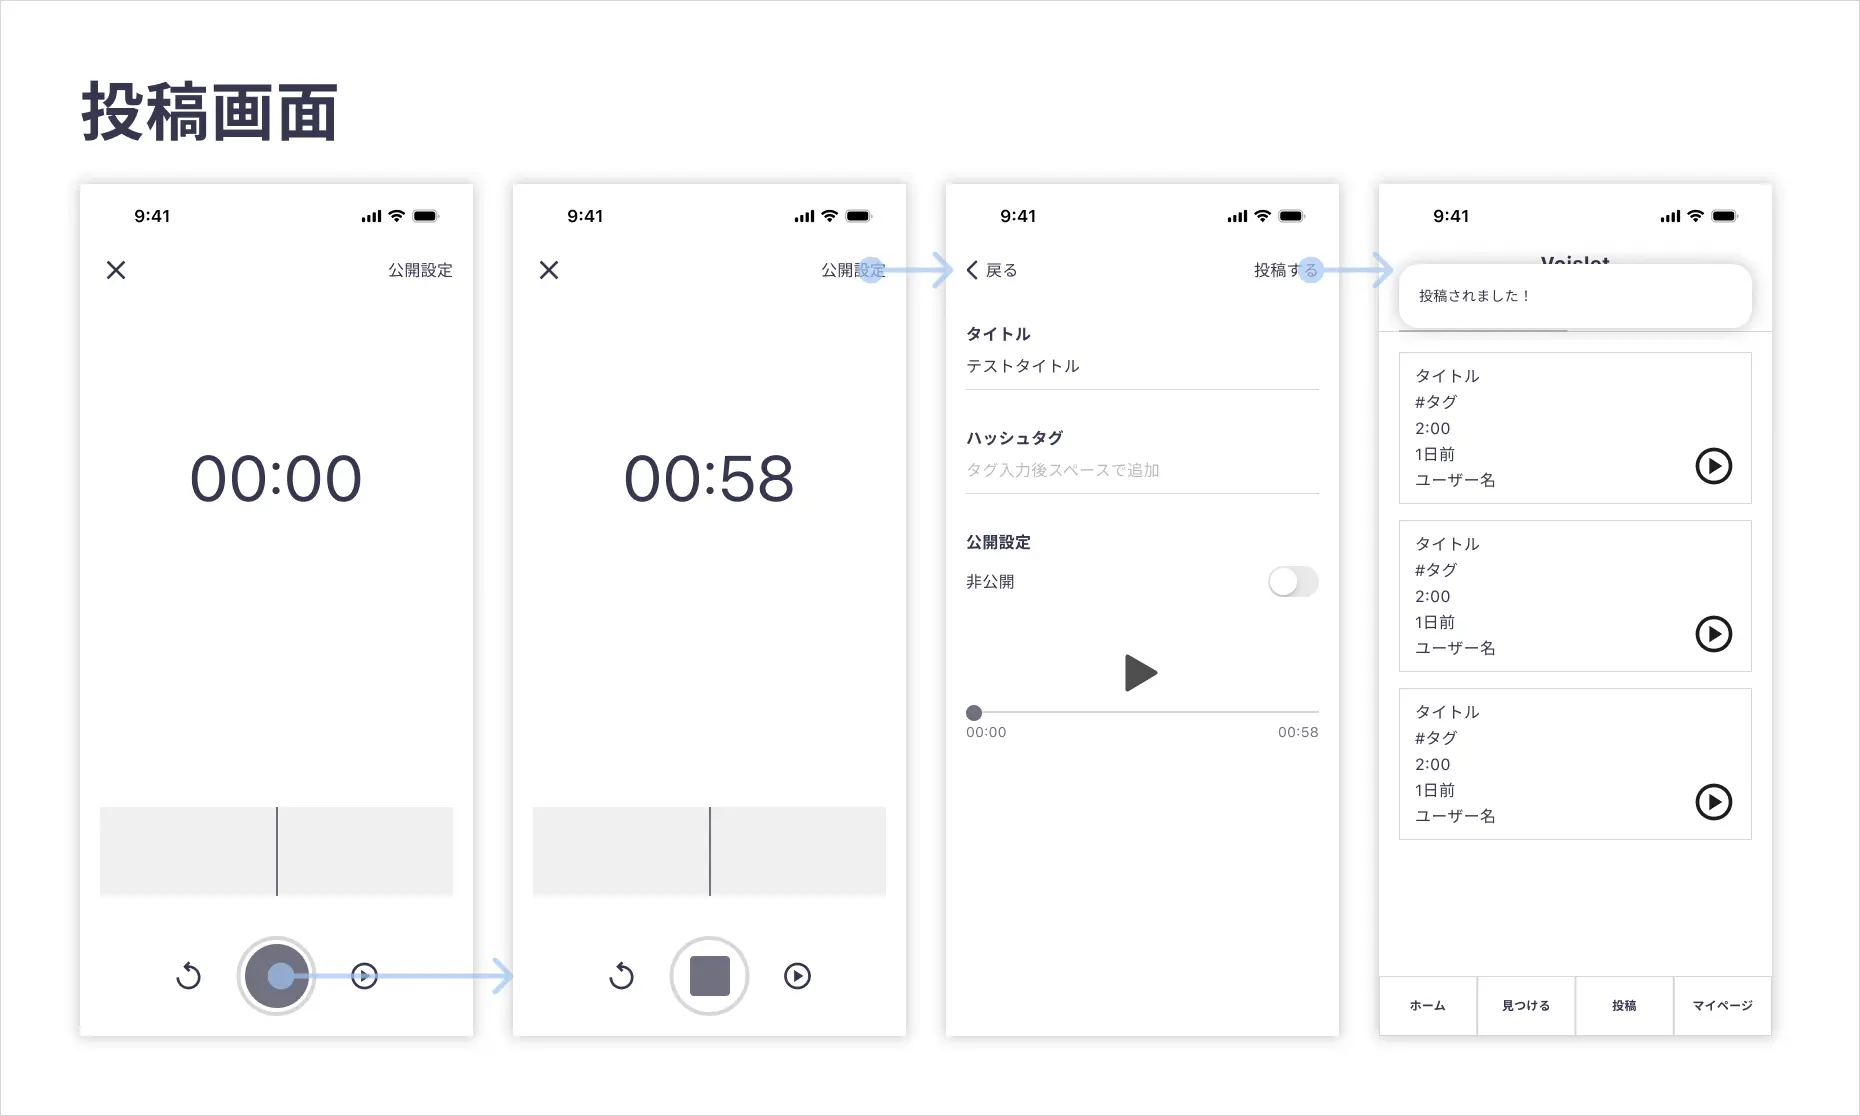 投稿画面
9:41
公開設定
00:00
9:41
公開設定
00:58
9:41
戻る
投稿する
タイトル
テストタイトル
ハッシュタグ
タグ入力後スペースで追加
公開設定
非公開
00:00
00:58
9:41
Voislet
投稿されました！
タイトル
#タグ
2:00
1日前
ユーザー名
タイトル
#タグ
2:00
1日前
ユーザー名
タイトル
#タグ
2:00
1日前
ユーザー名
ホーム
見つける
投稿
マイページ